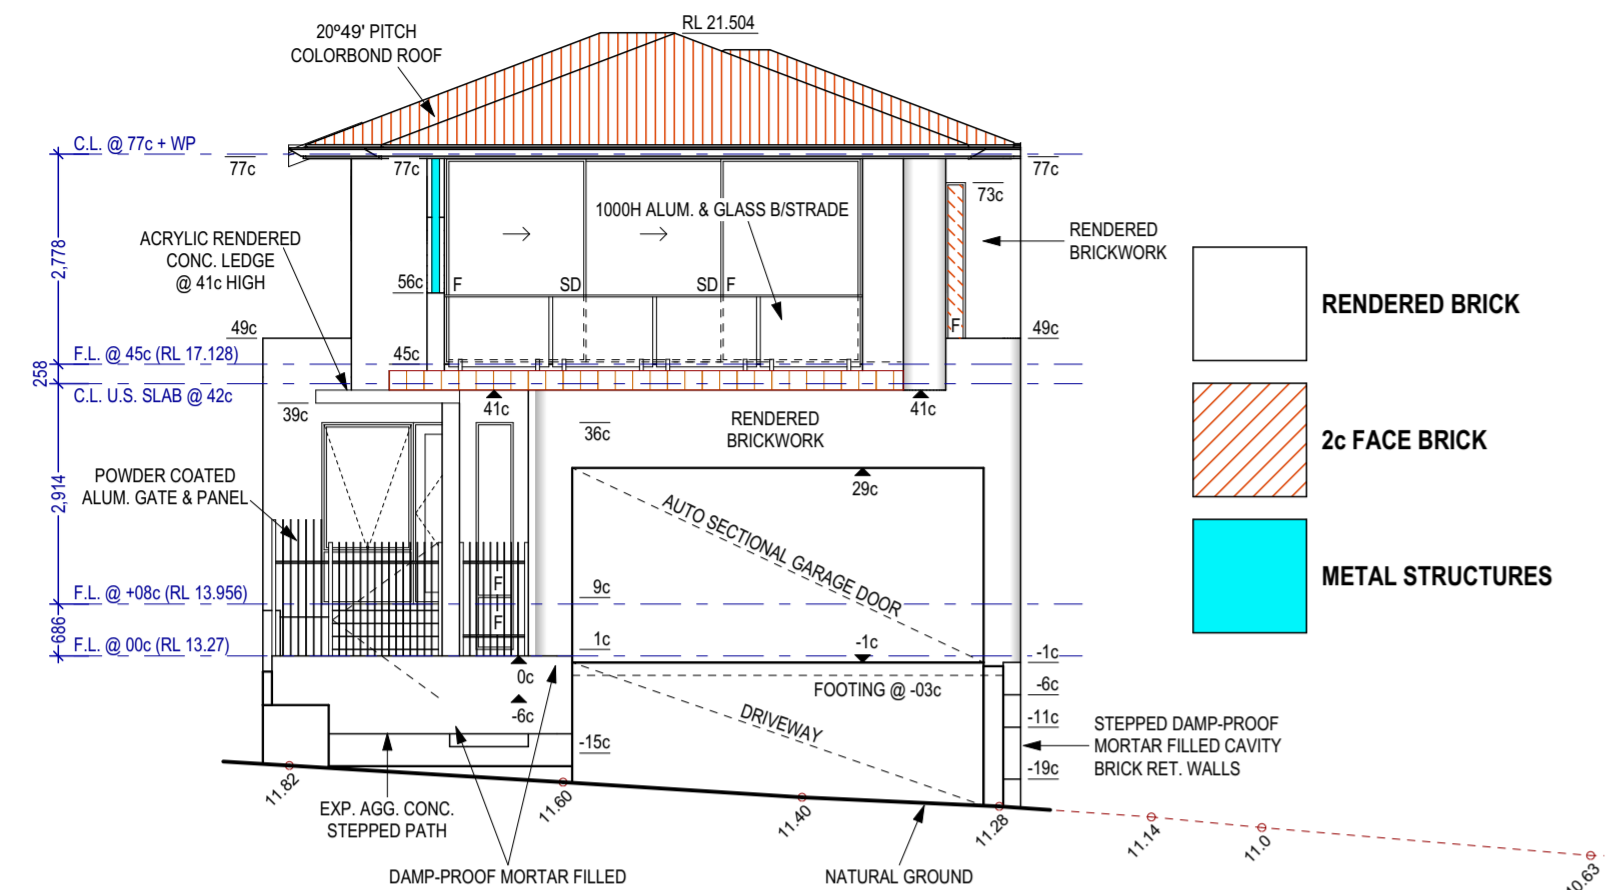 RL 21.504
20º49' PITCH
COLORBOND ROOF
C.L. @ 77c + WP
77c
77c
77c
73c
1000H ALUM. & GLASS B/STRADE
RENDERED
BRICKWORK
ACRYLIC RENDERED
CONC. LEDGE
@ 41c HIGH
2,778
56c
F
SD
SD
F
F
49c
49c
F.L. @ 45c (RL 17.128)
45c
258
C.L. U.S. SLAB @ 42c
39c
41c
41c
36c
RENDERED
BRICKWORK
POWDER COATED
ALUM. GATE & PANEL
2,914
29c
AUTO SECTIONAL GARAGE DOOR
F.L. @ +08c (RL 13.956)
9c
F
F
686
F.L. @ 00c (RL 13.27)
1c
-1c
-1c
0c
-6c
FOOTING @ -03c
-6c
DRIVEWAY
-11c
-15c
-19c
STEPPED DAMP-PROOF
MORTAR FILLED CAVITY
BRICK RET. WALLS
11.82
11.60
11.40
11.28
11.14
11.0
10.63
EXP. AGG. CONC.
STEPPED PATH
DAMP-PROOF MORTAR FILLED
NATURAL GROUND
RENDERED BRICK
2c FACE BRICK
METAL STRUCTURES